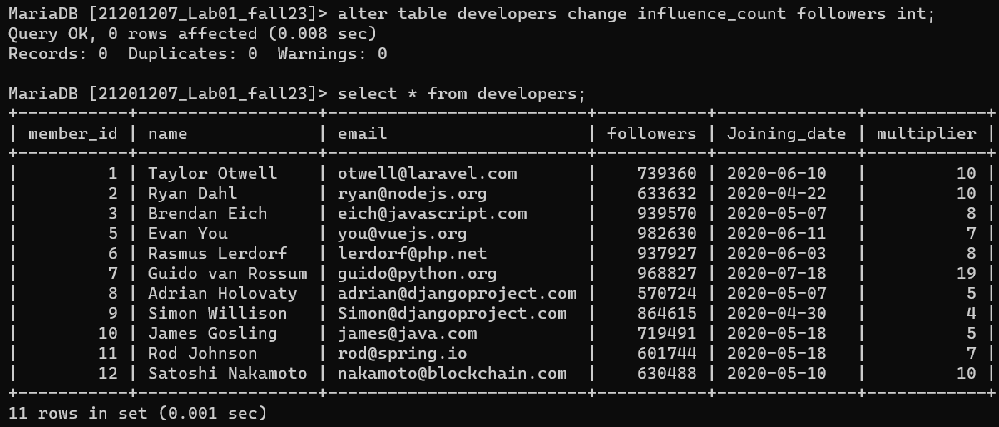 MariaDB [21201207_Lab01_fall23]> alter table developers change influence_count followers int;
Query OK, 0 rows affected (0.008 sec)
Records: 0  Duplicates: 0  Warnings: 0
MariaDB [21201207_Lab01_fall23]> select * from developers;
+-----------+------------------+--------------------------+-----------+--------------+------------+
| member_id | name             | email                    | followers | Joining_date | multiplier |
+-----------+------------------+--------------------------+-----------+--------------+------------+
|         1 | Taylor Otwell    | otwell@laravel.com       |    739360 | 2020-06-10   |         10 |
|         2 | Ryan Dahl        | ryan@nodejs.org          |    633632 | 2020-04-22   |         10 |
|         3 | Brendan Eich     | eich@javascript.com      |    939570 | 2020-05-07   |          8 |
|         5 | Evan You         | you@vuejs.org            |    982630 | 2020-06-11   |          7 |
|         6 | Rasmus Lerdorf   | lerdorf@php.net          |    937927 | 2020-06-03   |          8 |
|         7 | Guido van Rossum | guido@python.org         |    968827 | 2020-07-18   |         19 |
|         8 | Adrian Holovaty  | adrian@djangoproject.com |    570724 | 2020-05-07   |          5 |
|         9 | Simon Willison   | Simon@djangoproject.com  |    864615 | 2020-04-30   |          4 |
|        10 | James Gosling    | james@java.com           |    719491 | 2020-05-18   |          5 |
|        11 | Rod Johnson      | rod@spring.io            |    601744 | 2020-05-18   |          7 |
|        12 | Satoshi Nakamoto | nakamoto@blockchain.com  |    630488 | 2020-05-10   |         10 |
+-----------+------------------+--------------------------+-----------+--------------+------------+
11 rows in set (0.001 sec)